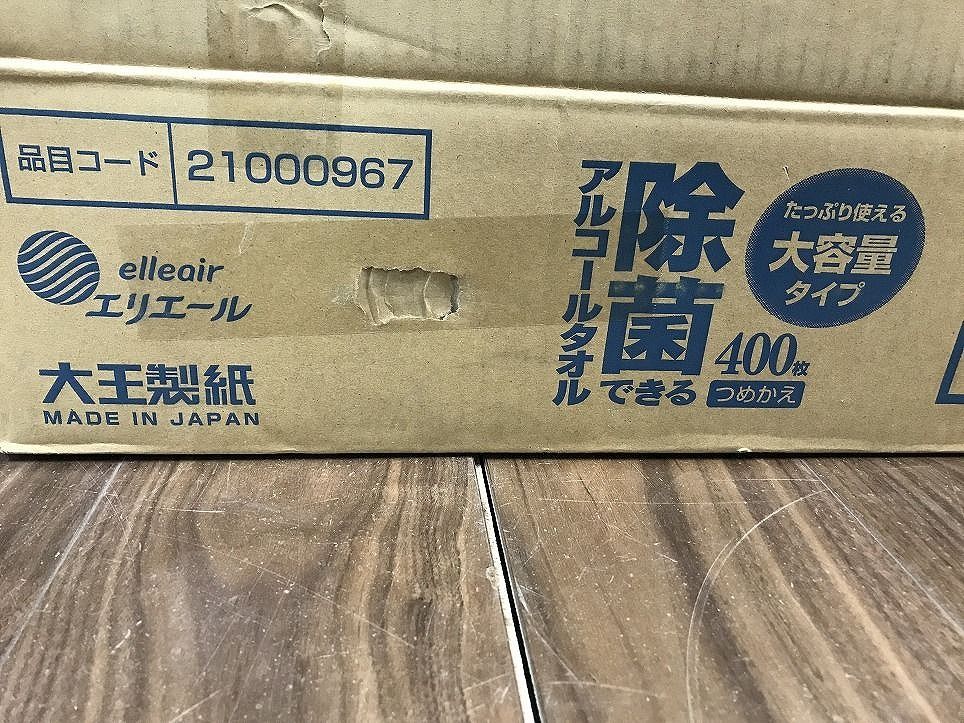 品目コード 21000967
elleair
エリエール
大王製紙
MADE IN JAPAN
除菌できる
アルコールタオル
たっぷり使える
大容量
タイプ
400枚
つめかえ